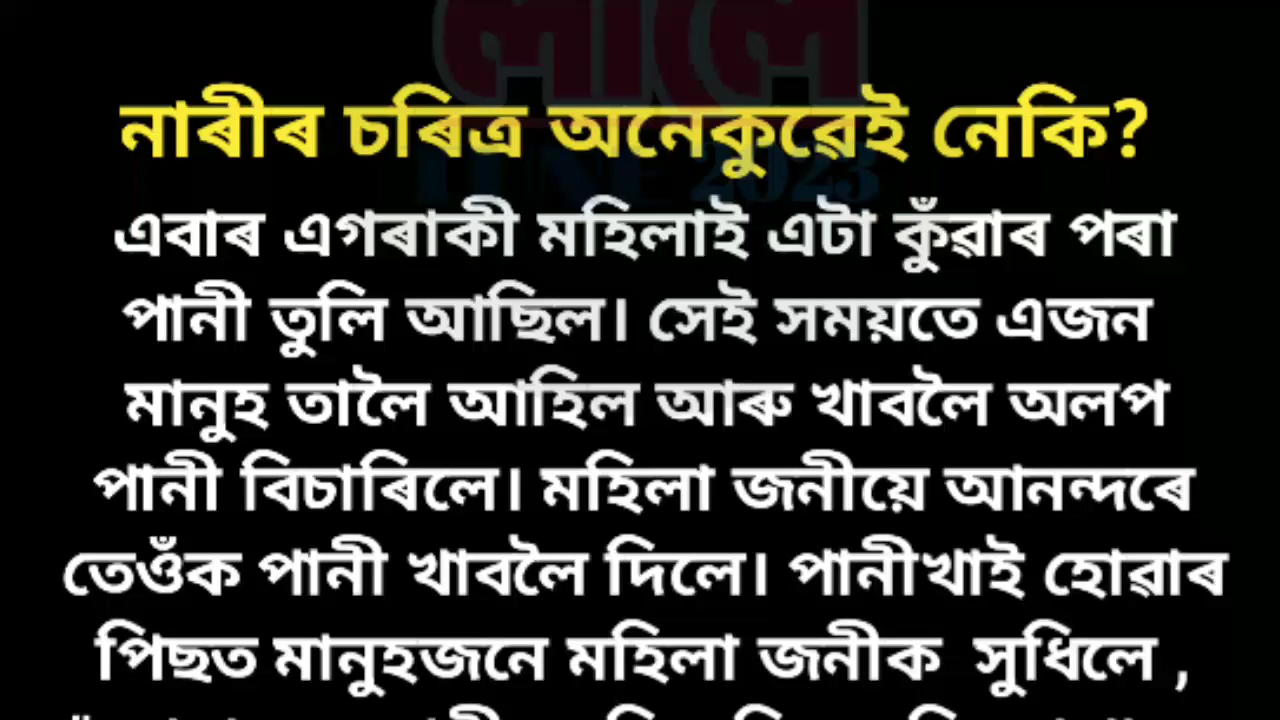 নাৰীৰ চৰিত্ৰ অনেকুৱেই নেকি?
এবাৰ এগৰাকী মহিলাই এটা কুঁৱাৰ পৰা
পানী তুলি আছিল। সেই সময়তে এজন
মানুহ তালৈ আহিল আৰু খাবলৈ অলপ
পানী বিচাৰিলে। মহিলা জনীয়ে আনন্দৰে
তেওঁক পানী খাবলৈ দিলে। পানীখাই হোৱাৰ
পিছত মানুহজনে মহিলা জনীক সুধিলে ,